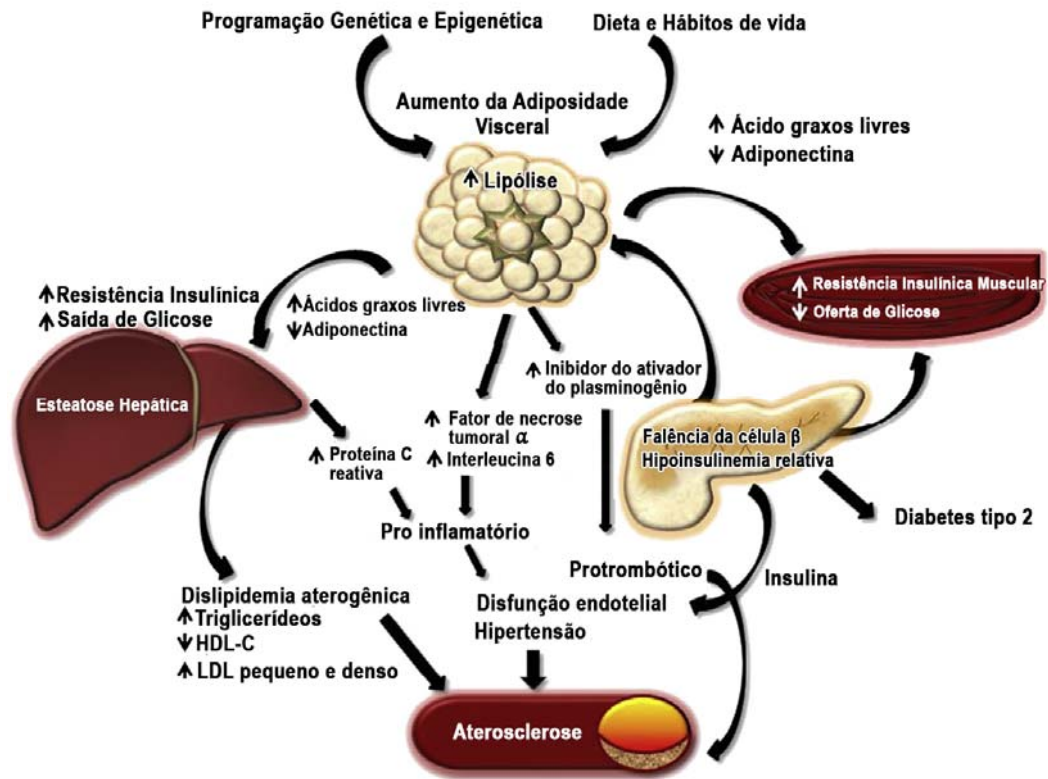 Programação Genética e Epigenética
Dieta e Hábitos de vida
Aumento da Adiposidade
Visceral
↑ Ácido graxos livres
↓ Adiponectina
↑ Lipólise
↑ Resistência Insulínica
↑ Saída de Glicose
↑ Ácidos graxos livres
↓ Adiponectina
↑ Resistência Insulínica Muscular
↓ Oferta de Glicose
Esteatose Hepática
↑ Inibidor do ativador
do plasminogênio
↑ Fator de necrose
tumoral α
↑ Interleucina 6
↑ Proteína C
reativa
Falência da célula β
Hipoinsulinemia relativa
Diabetes tipo 2
Pro inflamatório
Protrombótico
Insulina
Dislipidemia aterogênica
↑ Triglicerídeos
↓ HDL-C
↑ LDL pequeno e denso
Disfunção endotelial
Hipertensão
Aterosclerose